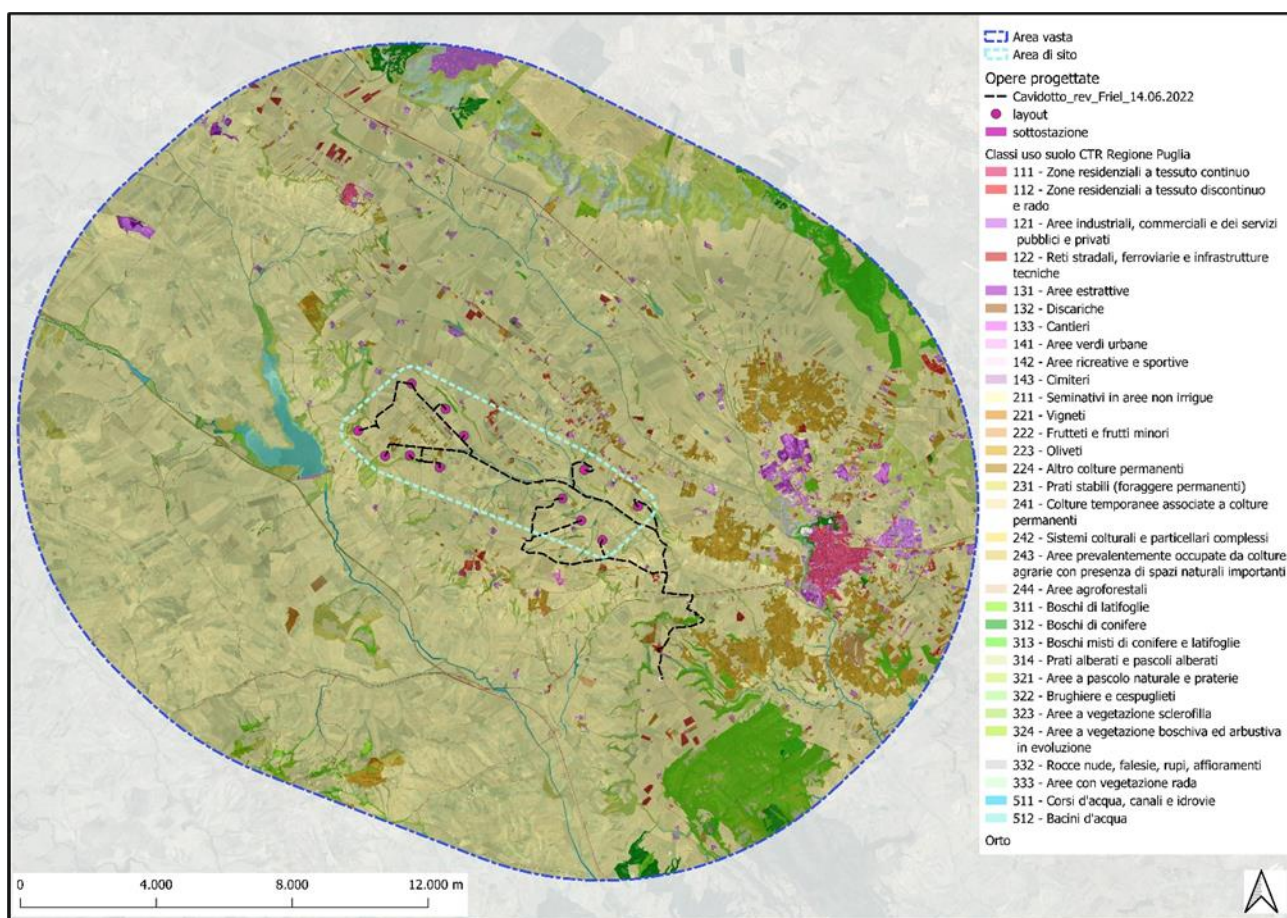 Area vasta
Area di sito
Opere progettate
Cavidotto_rev_Friel_14.06.2022
layout
sottostazione
Classi uso suolo CTR Regione Puglia
111 - Zone residenziali a tessuto continuo
112 - Zone residenziali a tessuto discontinuo
e rado
121 - Aree industriali, commerciali e dei servizi
pubblici e privati
122 - Reti stradali, ferroviarie e infrastrutture
tecniche
131 - Aree estrattive
132 - Discariche
133 - Cantieri
141 - Aree verdi urbane
142 - Aree ricreative e sportive
143 - Cimiteri
211 - Seminativi in aree non irrigue
221 - Vigneti
222 - Frutteti e frutti minori
223 - Oliveti
224 - Altro colture permanenti
231 - Prati stabili (foraggere permanenti)
241 - Colture temporanee associate a colture
permanenti
242 - Sistemi colturali e particellari complessi
243 - Aree prevalentemente occupate da colture
agrarie con presenza di spazi naturali importanti
244 - Aree agroforestali
311 - Boschi di latifoglie
312 - Boschi di conifere
313 - Boschi misti di conifere e latifoglie
314 - Prati alberati e pascoli alberati
321 - Aree a pascolo naturale e praterie
322 - Brughiere e cespuglieti
323 - Aree a vegetazione sclerofilla
324 - Aree a vegetazione boschiva ed arbustiva
in evoluzione
332 - Rocce nude, falesie, rupi, affioramenti
333 - Aree con vegetazione rada
511 - Corsi d'acqua, canali e idrovie
512 - Bacini d'acqua
Orto
0 4.000 8.000 12.000 m